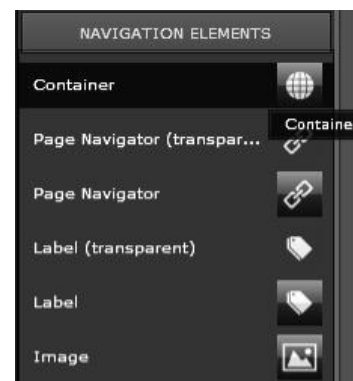 NAVIGATION ELEMENTS
Container
Containe
Page Navigator (transpar...
Page Navigator
Label (transparent)
Label
Image